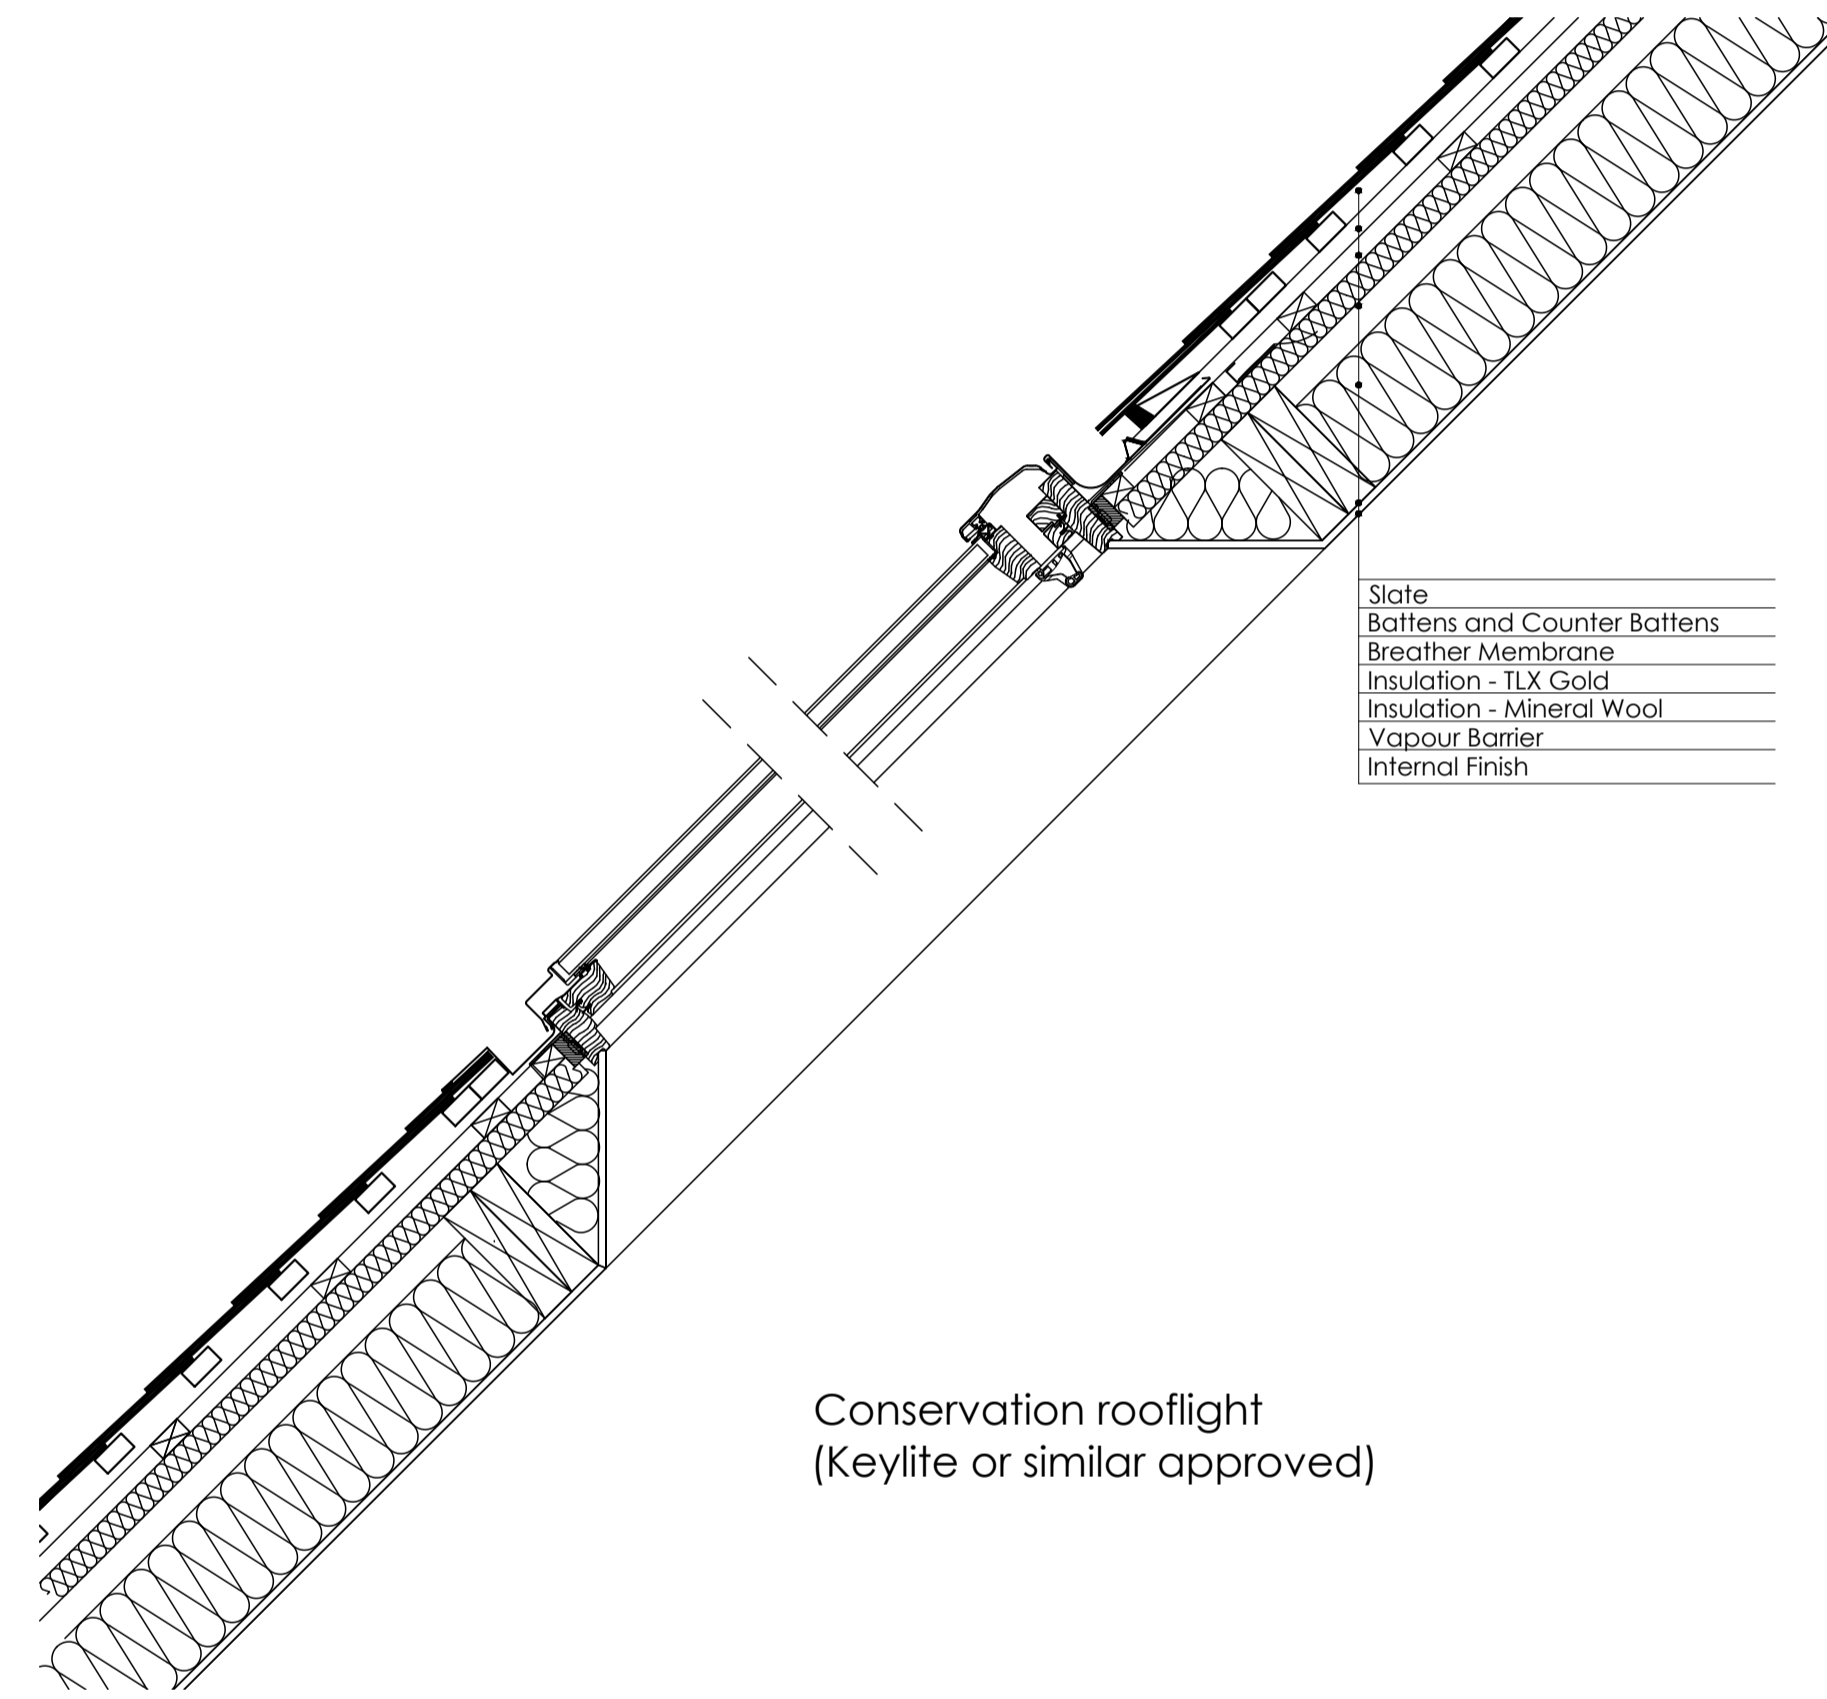 Slate
Battens and Counter Battens
Breather Membrane
Insulation - TLX Gold
Insulation - Mineral Wool
Vapour Barrier
Internal Finish
Conservation rooflight
(Keylite or similar approved)